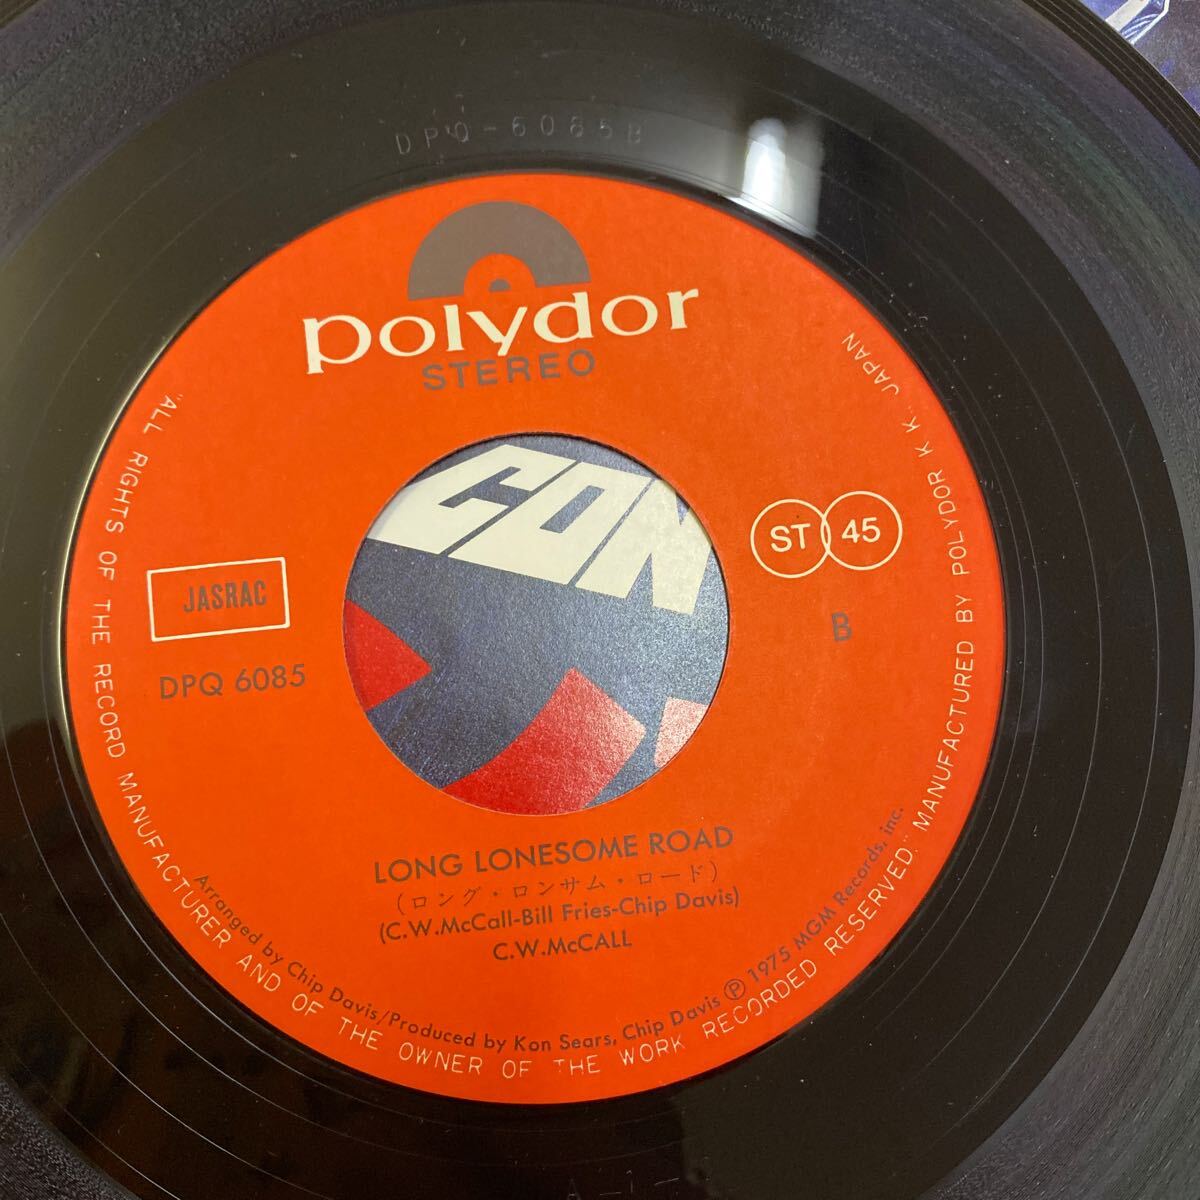 DPQ-6085B
polydor
STEREO
CON
ST 45
B
JASRAC
DPQ 6085
LONG LONESOME ROAD
(ロング・ロンサム・ロード)
(C.W.McCall-Bill Fries-Chip Davis)
C.W.McCALL
Arranged by Chip Davis/Produced by Kon Sears, Chip Davis Ⓟ 1975 MGM Records, inc.
"ALL RIGHTS OF THE RECORD MANUFACTURER AND OF THE OWNER OF THE WORK RECORDED RESERVED." MANUFACTURED BY POLYDOR K K. JAPAN
A-1-